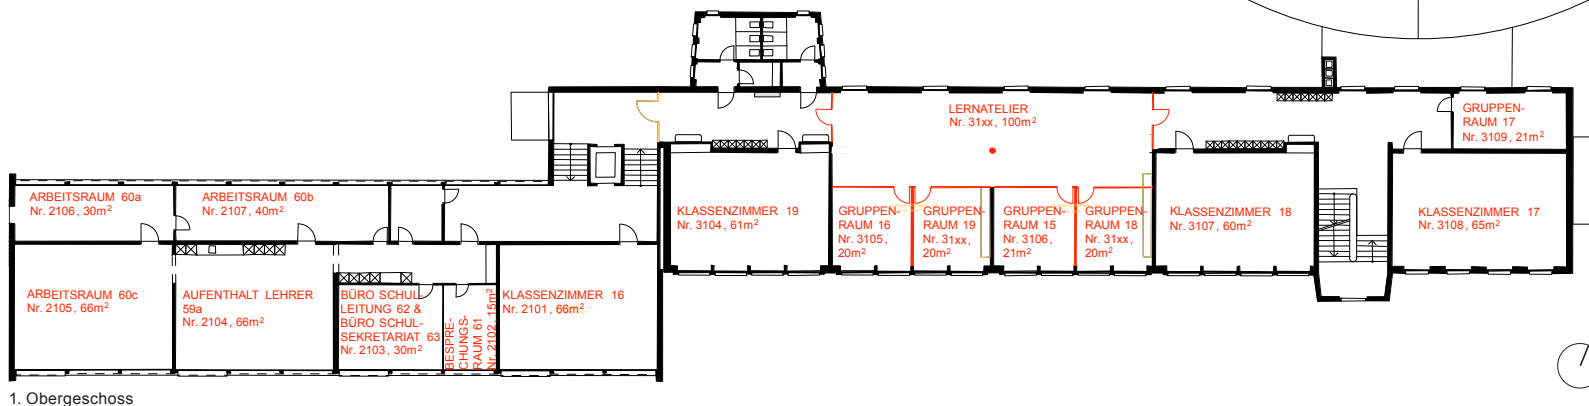 LERNATELIER
Nr. 31xx, 100m²
GRUPPEN-
RAUM 17
Nr. 3109, 21m²
ARBEITSRAUM 60a
Nr. 2106, 30m²
ARBEITSRAUM 60b
Nr. 2107, 40m²
KLASSENZIMMER 19
Nr. 3104, 61m²
GRUPPEN-
RAUM 16
Nr. 3105,
20m²
GRUPPEN-
RAUM 19
Nr. 31xx,
20m²
GRUPPEN-
RAUM 15
Nr. 3106,
21m²
GRUPPEN-
RAUM 18
Nr. 31xx,
20m²
KLASSENZIMMER 18
Nr. 3107, 60m²
KLASSENZIMMER 17
Nr. 3108, 65m²
ARBEITSRAUM 60c
Nr. 2105, 66m²
AUFENTHALT LEHRER
59a
Nr. 2104, 66m²
BÜRO SCHUL-
LEITUNG 62 &
BÜRO SCHUL-
SEKRETARIAT 63
Nr. 2103, 30m²
BESPRE-
CHUNGS-
RAUM 61
Nr. 2102, 15m²
KLASSENZIMMER 16
Nr. 2101, 66m²
1. Obergeschoss